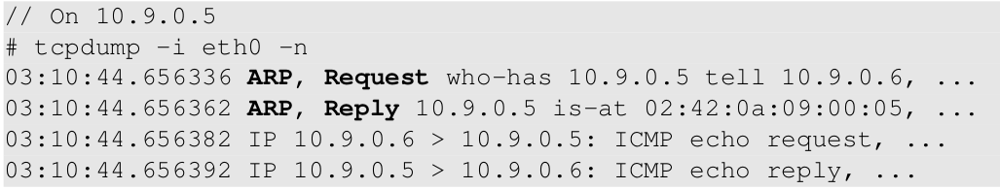 // On 10.9.0.5
# tcpdump -i eth0 -n
03:10:44.656336 ARP, Request who-has 10.9.0.5 tell 10.9.0.6, ...
03:10:44.656362 ARP, Reply 10.9.0.5 is-at 02:42:0a:09:00:05, ...
03:10:44.656382 IP 10.9.0.6 > 10.9.0.5: ICMP echo request, ...
03:10:44.656392 IP 10.9.0.5 > 10.9.0.6: ICMP echo reply, ...